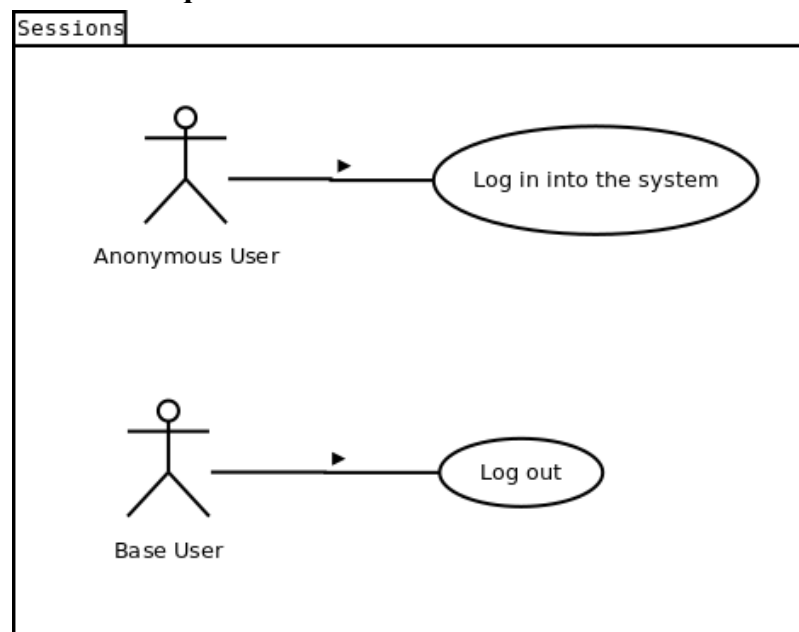 Sessions
Log in into the system
Anonymous User
Log out
Base User